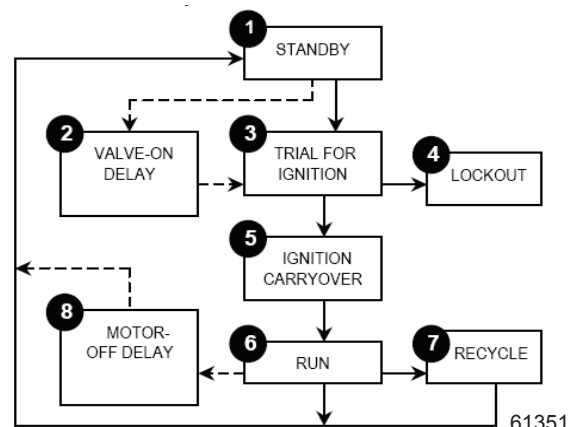 1
STANDBY
2
VALVE-ON
DELAY
3
TRIAL FOR
IGNITION
4
LOCKOUT
5
IGNITION
CARRYOVER
8
MOTOR-
OFF DELAY
6
RUN
7
RECYCLE
61351